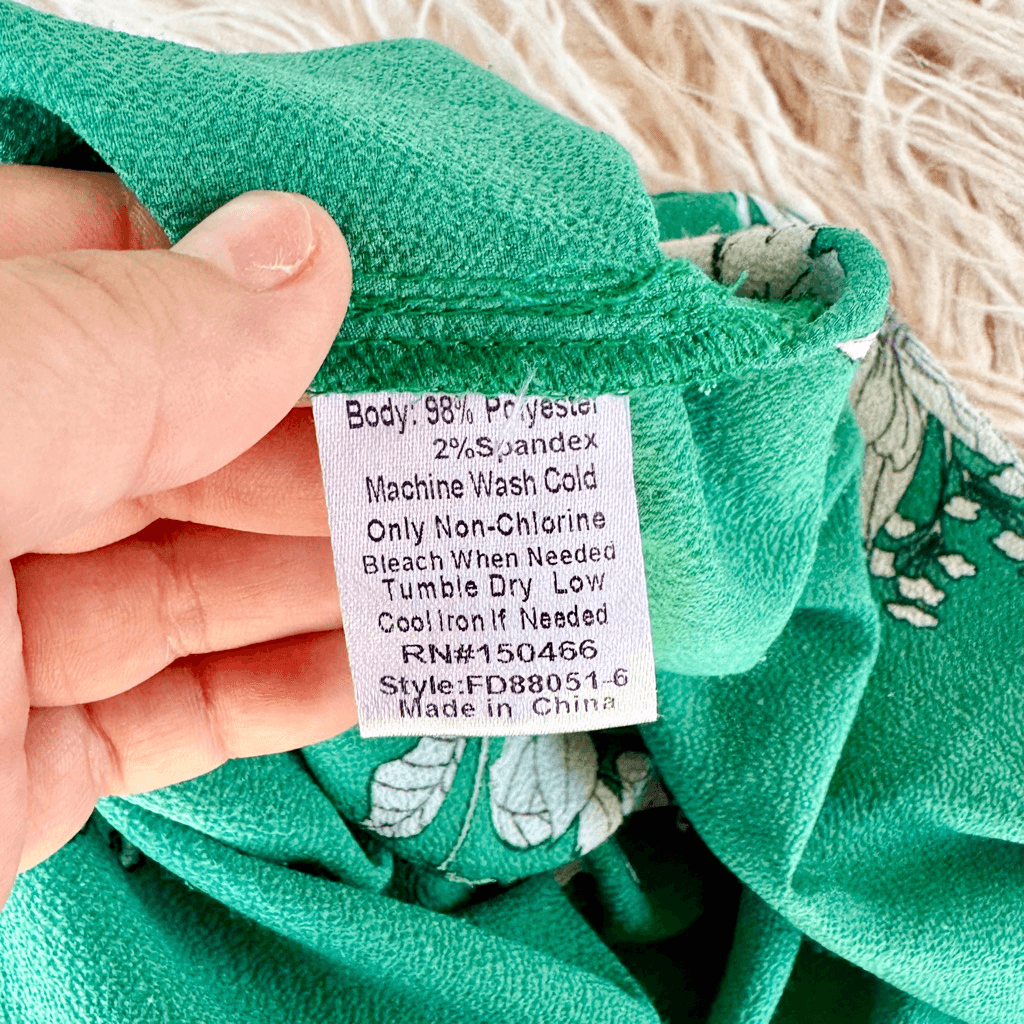 Body: 98% Polyester
2%Spandex
Machine Wash Cold
Only Non-Chlorine
Bleach When Needed
Tumble Dry Low
Cool Iron If Needed
RN#150466
Style:FD88051-6
Made in China